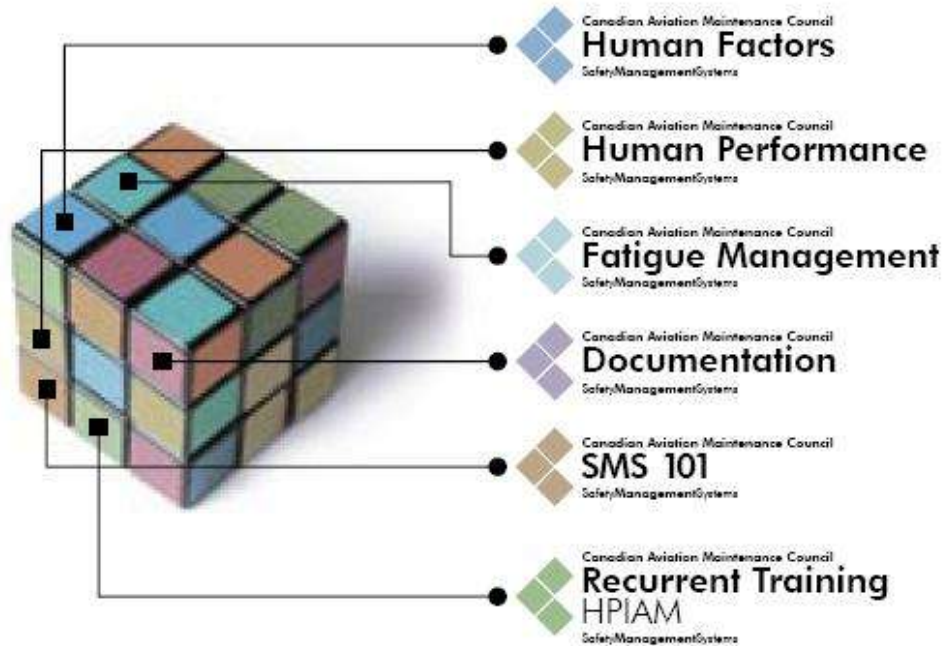 Canadian Aviation Maintenance Council
Human Factors
SafetyManagementSystems
Canadian Aviation Maintenance Council
Human Performance
SafetyManagementSystems
Canadian Aviation Maintenance Council
Fatigue Management
SafetyManagementSystems
Canadian Aviation Maintenance Council
Documentation
SafetyManagementSystems
Canadian Aviation Maintenance Council
SMS 101
SafetyManagementSystems
Canadian Aviation Maintenance Council
Recurrent Training
HPIAM
SafetyManagementSystems